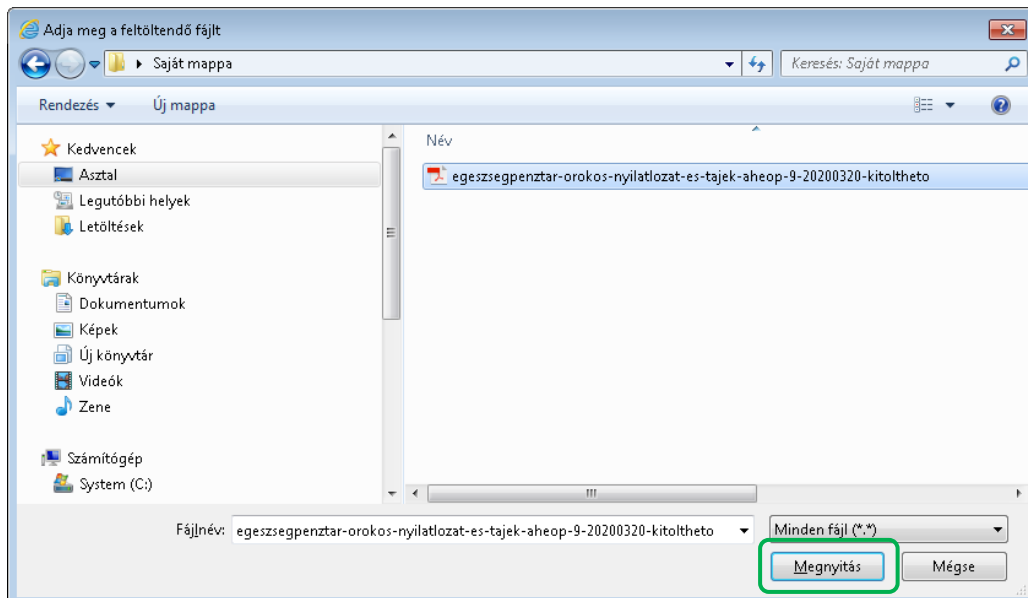 Adja meg a feltöltendő fájlt
Saját mappa
Keresés: Saját mappa
Rendezés
Új mappa
Kedvencek
Asztal
Legutóbbi helyek
Letöltések
Könyvtárak
Dokumentumok
Képek
Új könyvtár
Videók
Zene
Számítógép
System (C:)
Név
egeszsegpenztar-orokos-nyilatlozat-es-tajek-aheop-9-20200320-kitoltheto
Fájlnév: egeszsegpenztar-orokos-nyilatlozat-es-tajek-aheop-9-20200320-kitoltheto
Minden fájl (*.*)
Megnyitás
Mégse